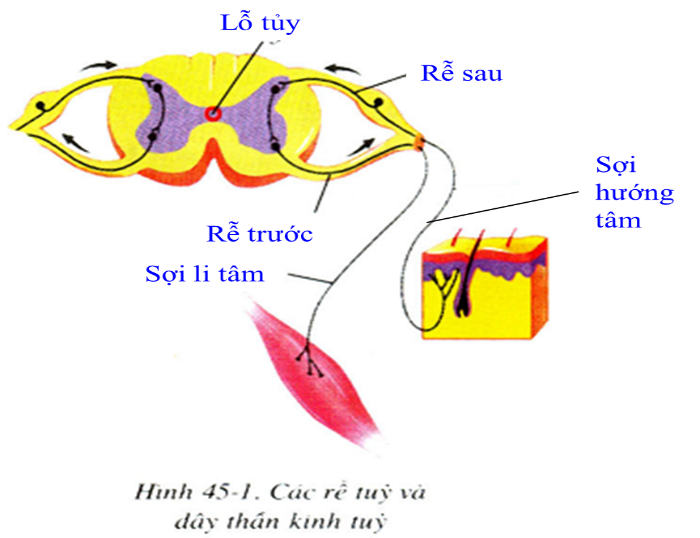 Lỗ tủy
Rễ sau
Sợi
hướng
tâm
Rễ trước
Sợi li tâm
Hình 45-1. Các rễ tuỷ và
dây thần kinh tuỷ